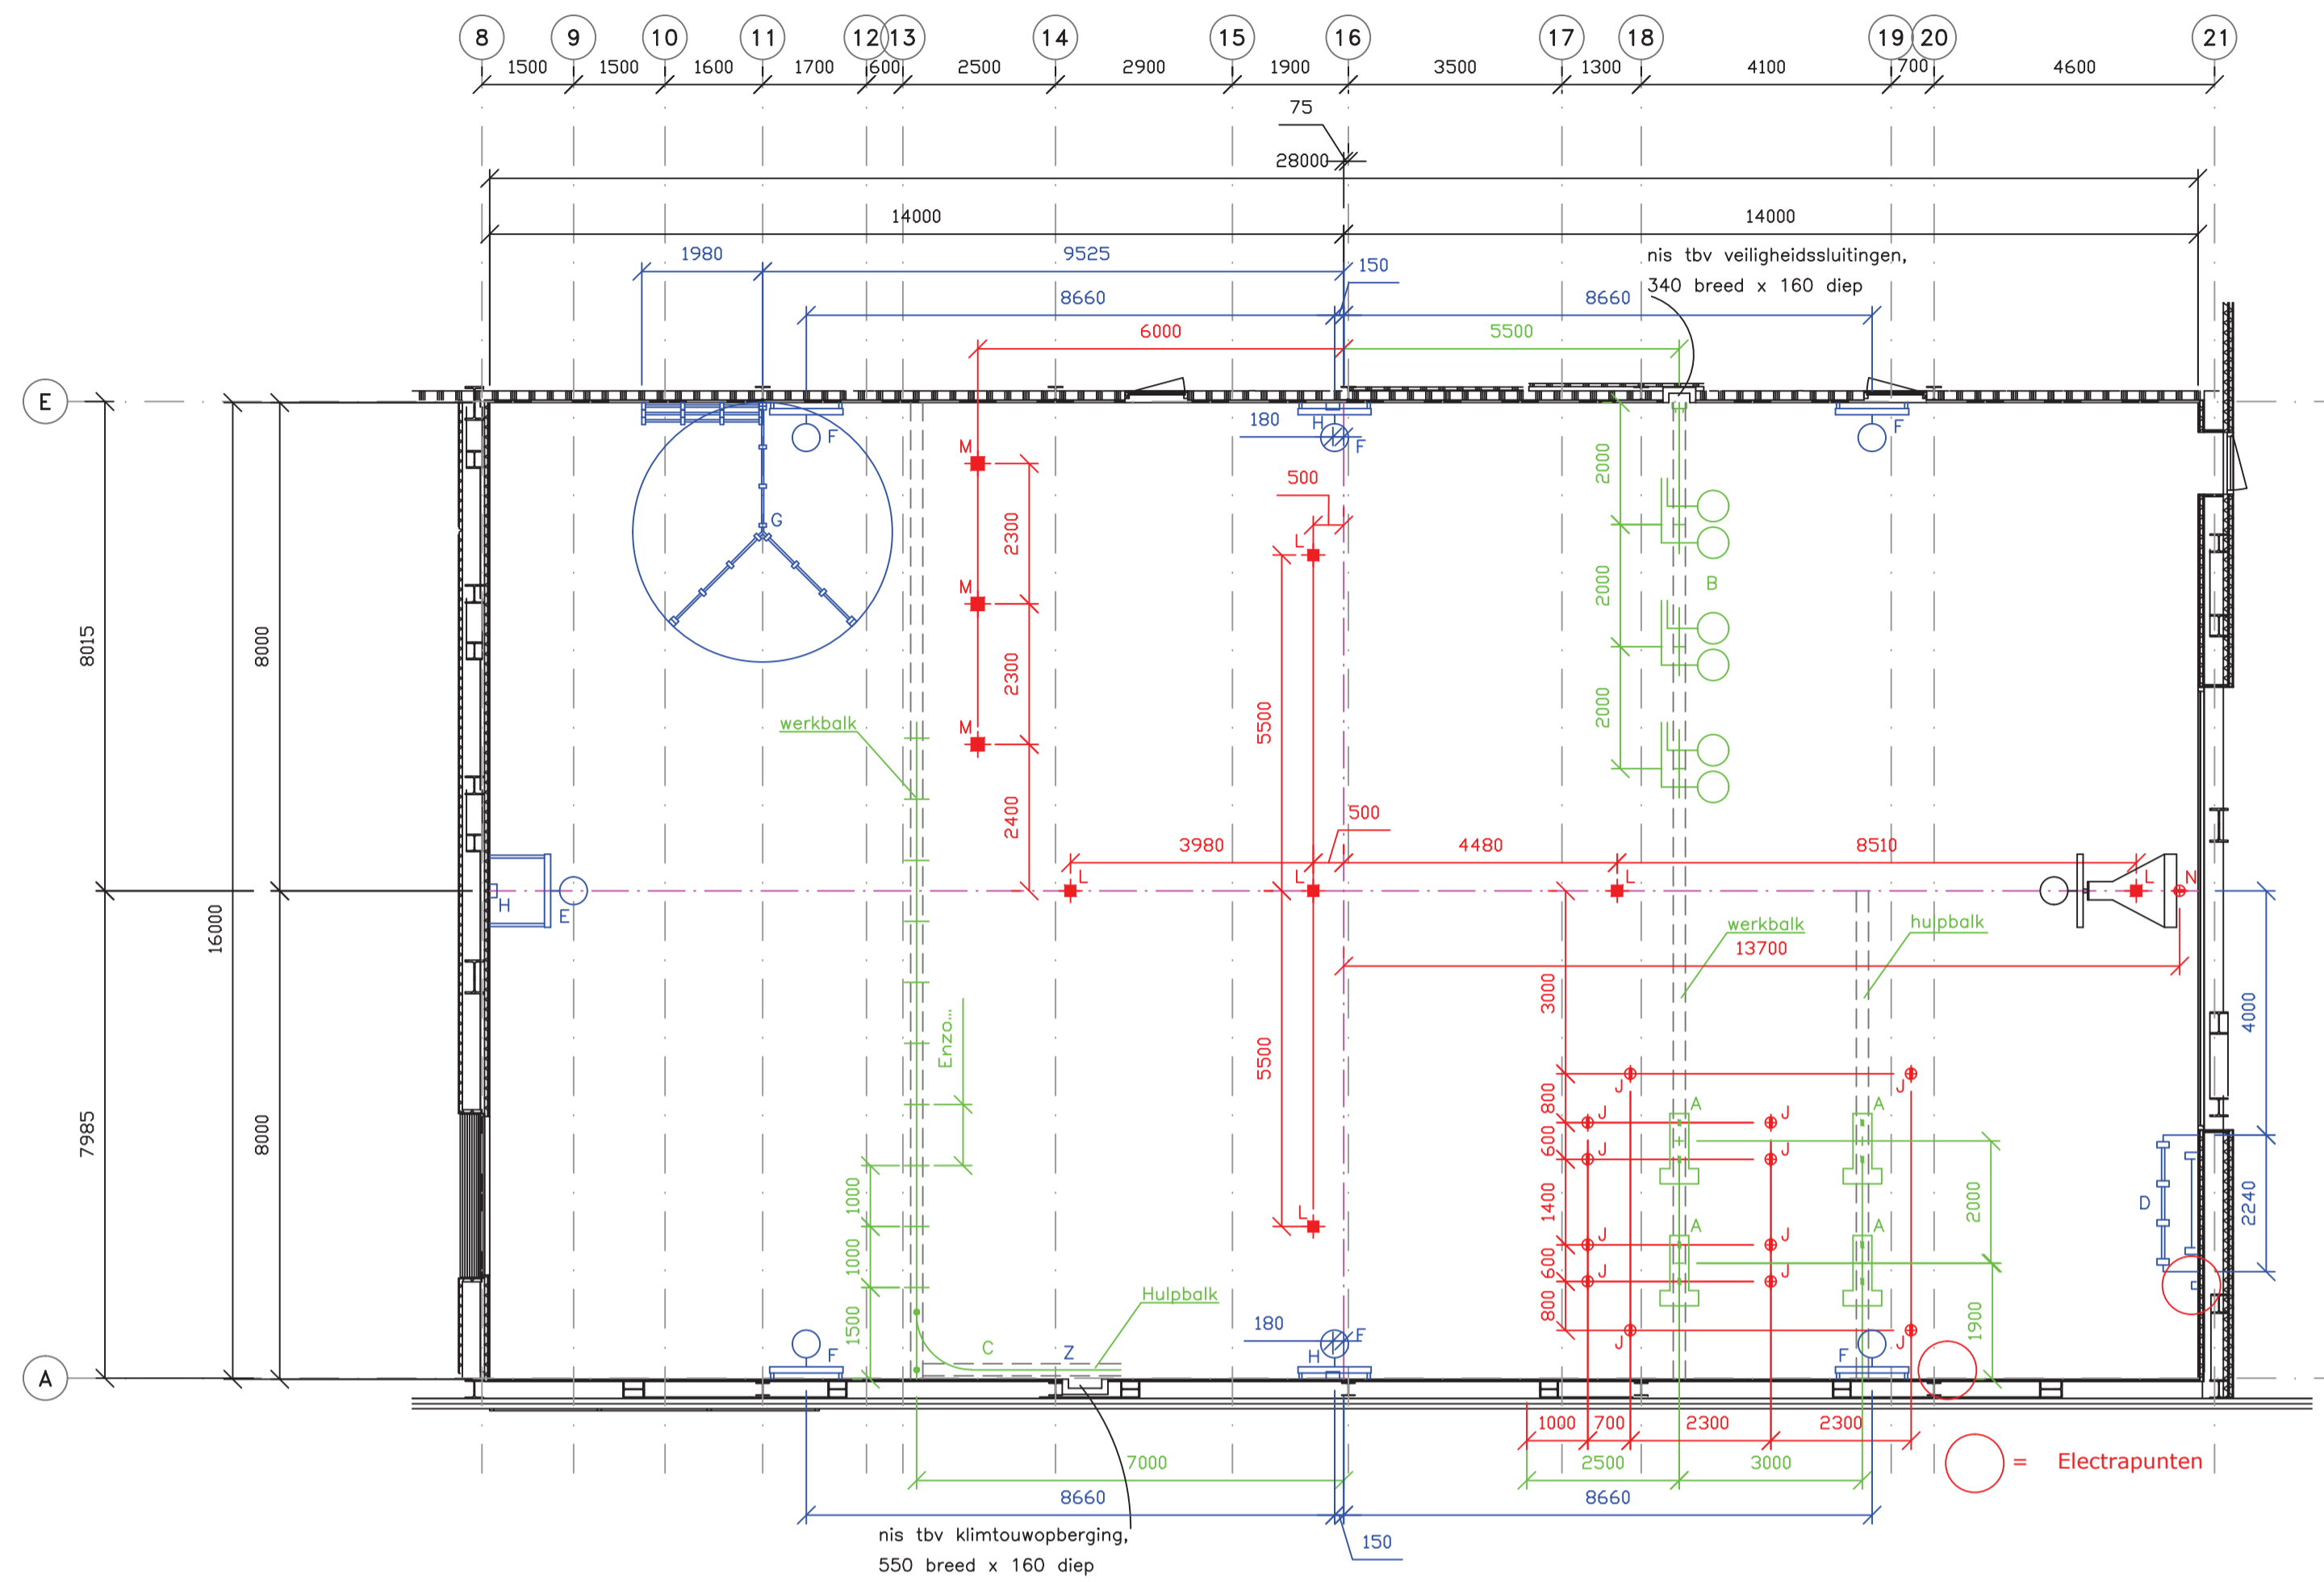 8 9 10 11 12 13 14 15 16 17 18 19 20 21
1500 1500 1600 1700 600 2500 2900 1900 3500 1300 4100 700 4600
75
28000
14000 14000
1980 9525 150
nis tbv veiligheidssluitingen,
340 breed x 160 diep
8660 8660
6000 5500
E
F 180 H F F
M 500 2000
G 2300 L
M 2000 B
8015 8000 2300 5500
werkbalk M 2000
2400 500
3980 4480 8510
H E L L L L N
16000
werkbalk hulpbalk
13700
3000 4000
Enzo...
5500
J J
800 A A
J J
7985 8000 600
J J
1000 1400 2000 D 2240
L A A
J J
1000 600
J J
Hulpbalk 800 1900
1500 180 F J J
C Z
F H F
A
1000 700 2300 2300
7000 2500 3000 = Electrapunten
8660 8660
nis tbv klimtouwopberging, 150
550 breed x 160 diep